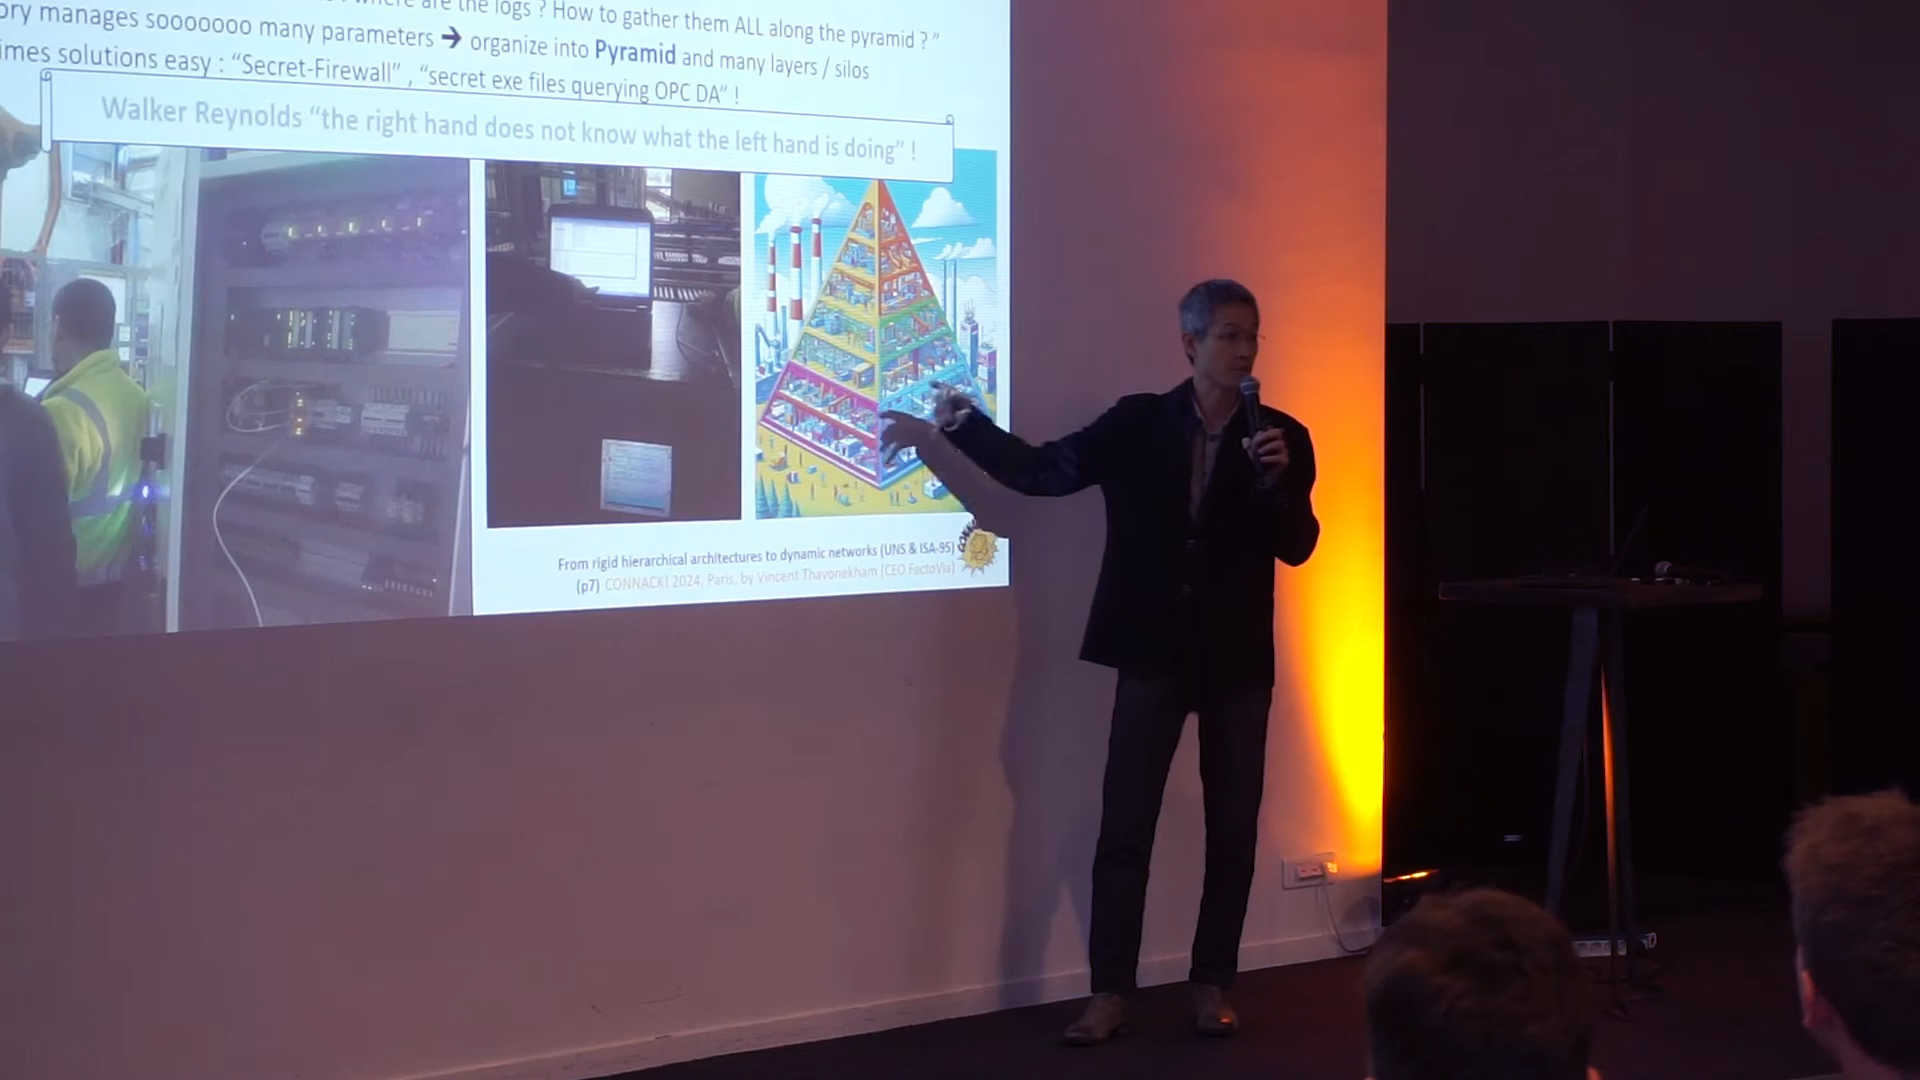 are the logs ? How to gather them ALL along the pyramid ? "
ory manages sooooooo many parameters ➔ organize into Pyramid and many layers / silos
imes solutions easy : "Secret-Firewall" , "secret exe files querying OPC DA" !
Walker Reynolds "the right hand does not know what the left hand is doing" !
From rigid hierarchical architectures to dynamic networks (UNS & ISA-95)
(p7) CONNACK! 2024, Paris, by Vincent Thavonekham (CEO FactoVia)